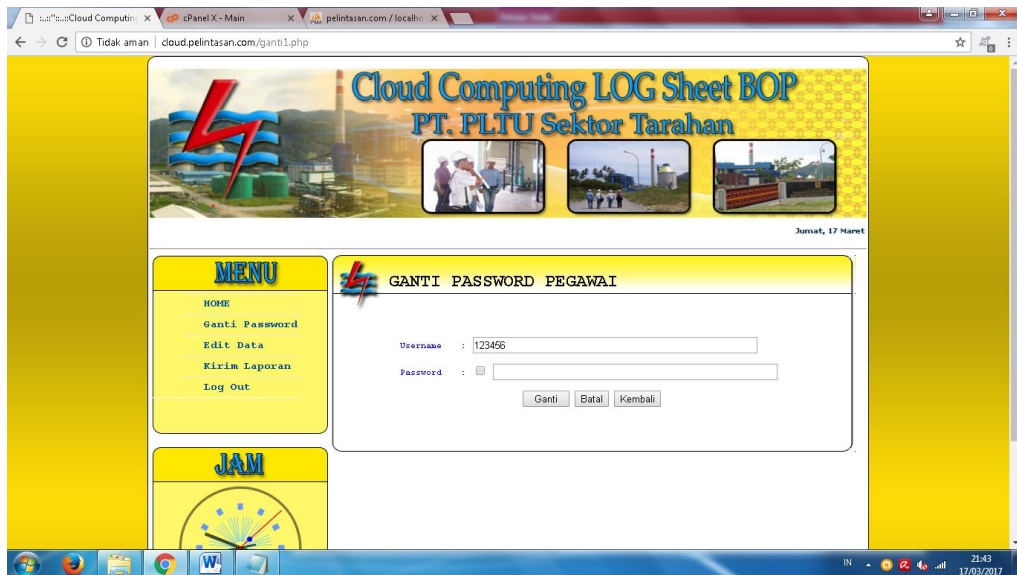 :...::"::..::Cloud Computin
cPanel X - Main
pelintasan.com / localho
Tidak aman | cloud.pelintasan.com/ganti1.php
Cloud Computing LOG Sheet BOP
PT. PLTU Sektor Tarahan
Jumat, 17 Maret
MENU
HOME
Ganti Password
Edit Data
Kirim Laporan
Log Out
GANTI PASSWORD PEGAWAI
Username : 123456
Password :
Ganti Batal Kembali
JAM
IN
21:43
17/03/2017